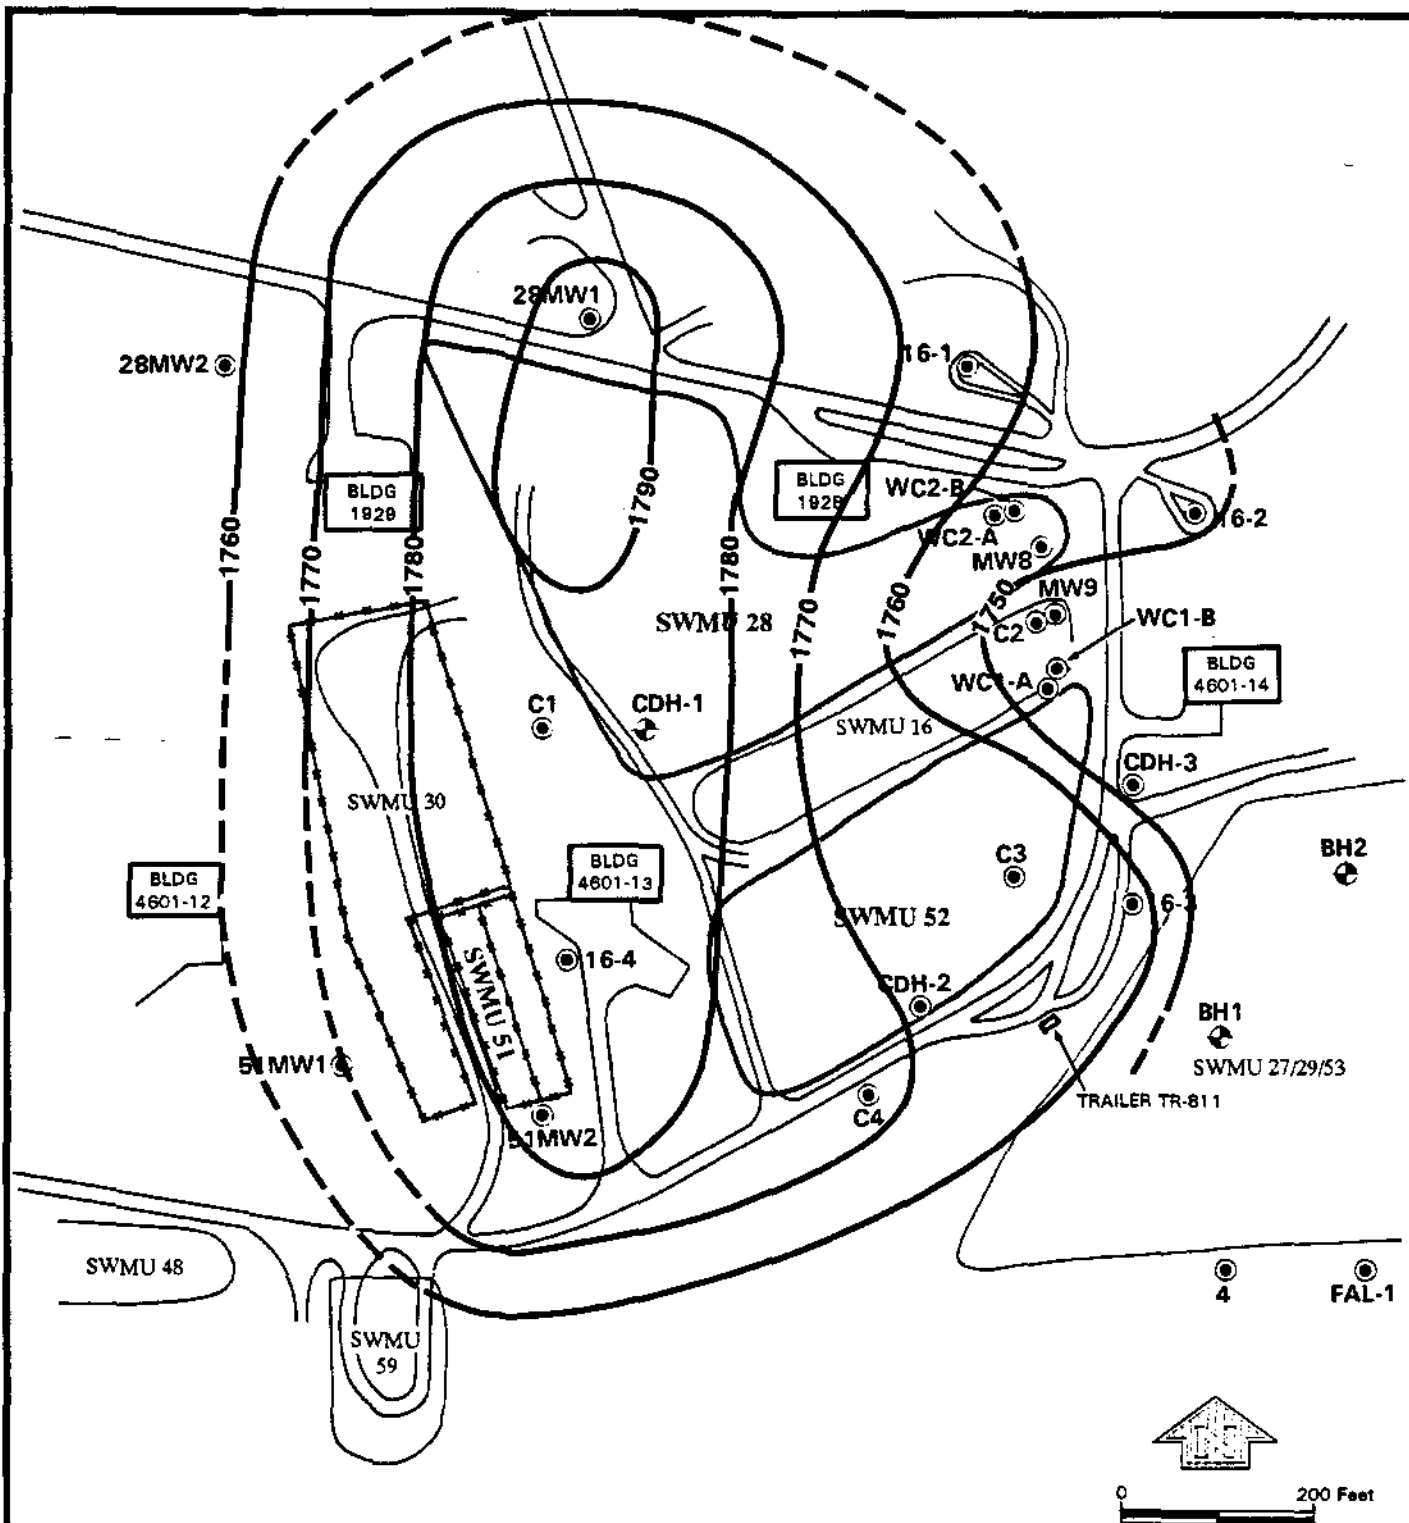 28MW1
28MW2
16-1
BLDG
1929
1790
BLDG
1928
WC2-B
16-2
WC2-A
MW8
1760
1770
1780
1780
1760
1750
MW9
SWMU 28
1770
C2
WC1-B
BLDG
4601-14
WC1-A
C1
CDH-1
SWMU 16
CDH-3
SWMU 30
BLDG
4601-13
C3
BH2
BLDG
4601-12
6-3
SWMU 52
16-4
SWMU 51
CDH-2
BH1
51MW1
SWMU 27/29/53
TRAILER TR-811
C4
51MW2
SWMU 48
4
FAL-1
SWMU
59
0
200 Feet